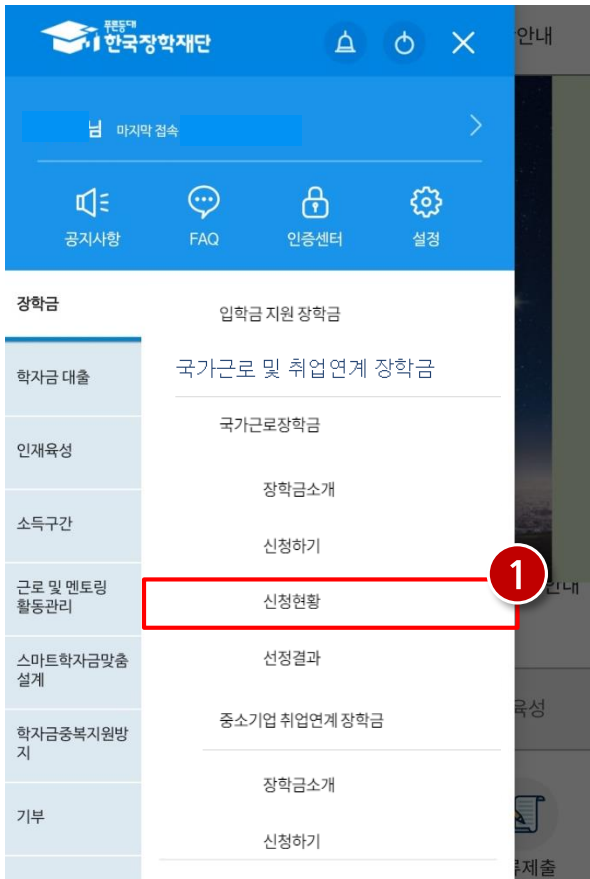 푸른등대
한국장학재단
안내
님 마지막 접속
공지사항 FAQ 인증센터 설정
장학금
학자금 대출
인재육성
소득구간
근로 및 멘토링
활동관리
스마트학자금맞춤
설계
학자금중복지원방
지
기부
입학금 지원 장학금
국가근로 및 취업연계 장학금
국가근로장학금
장학금소개
신청하기
1
신청현황
선정결과
중소기업 취업연계 장학금
장학금소개
신청하기
안내
육성
류제출